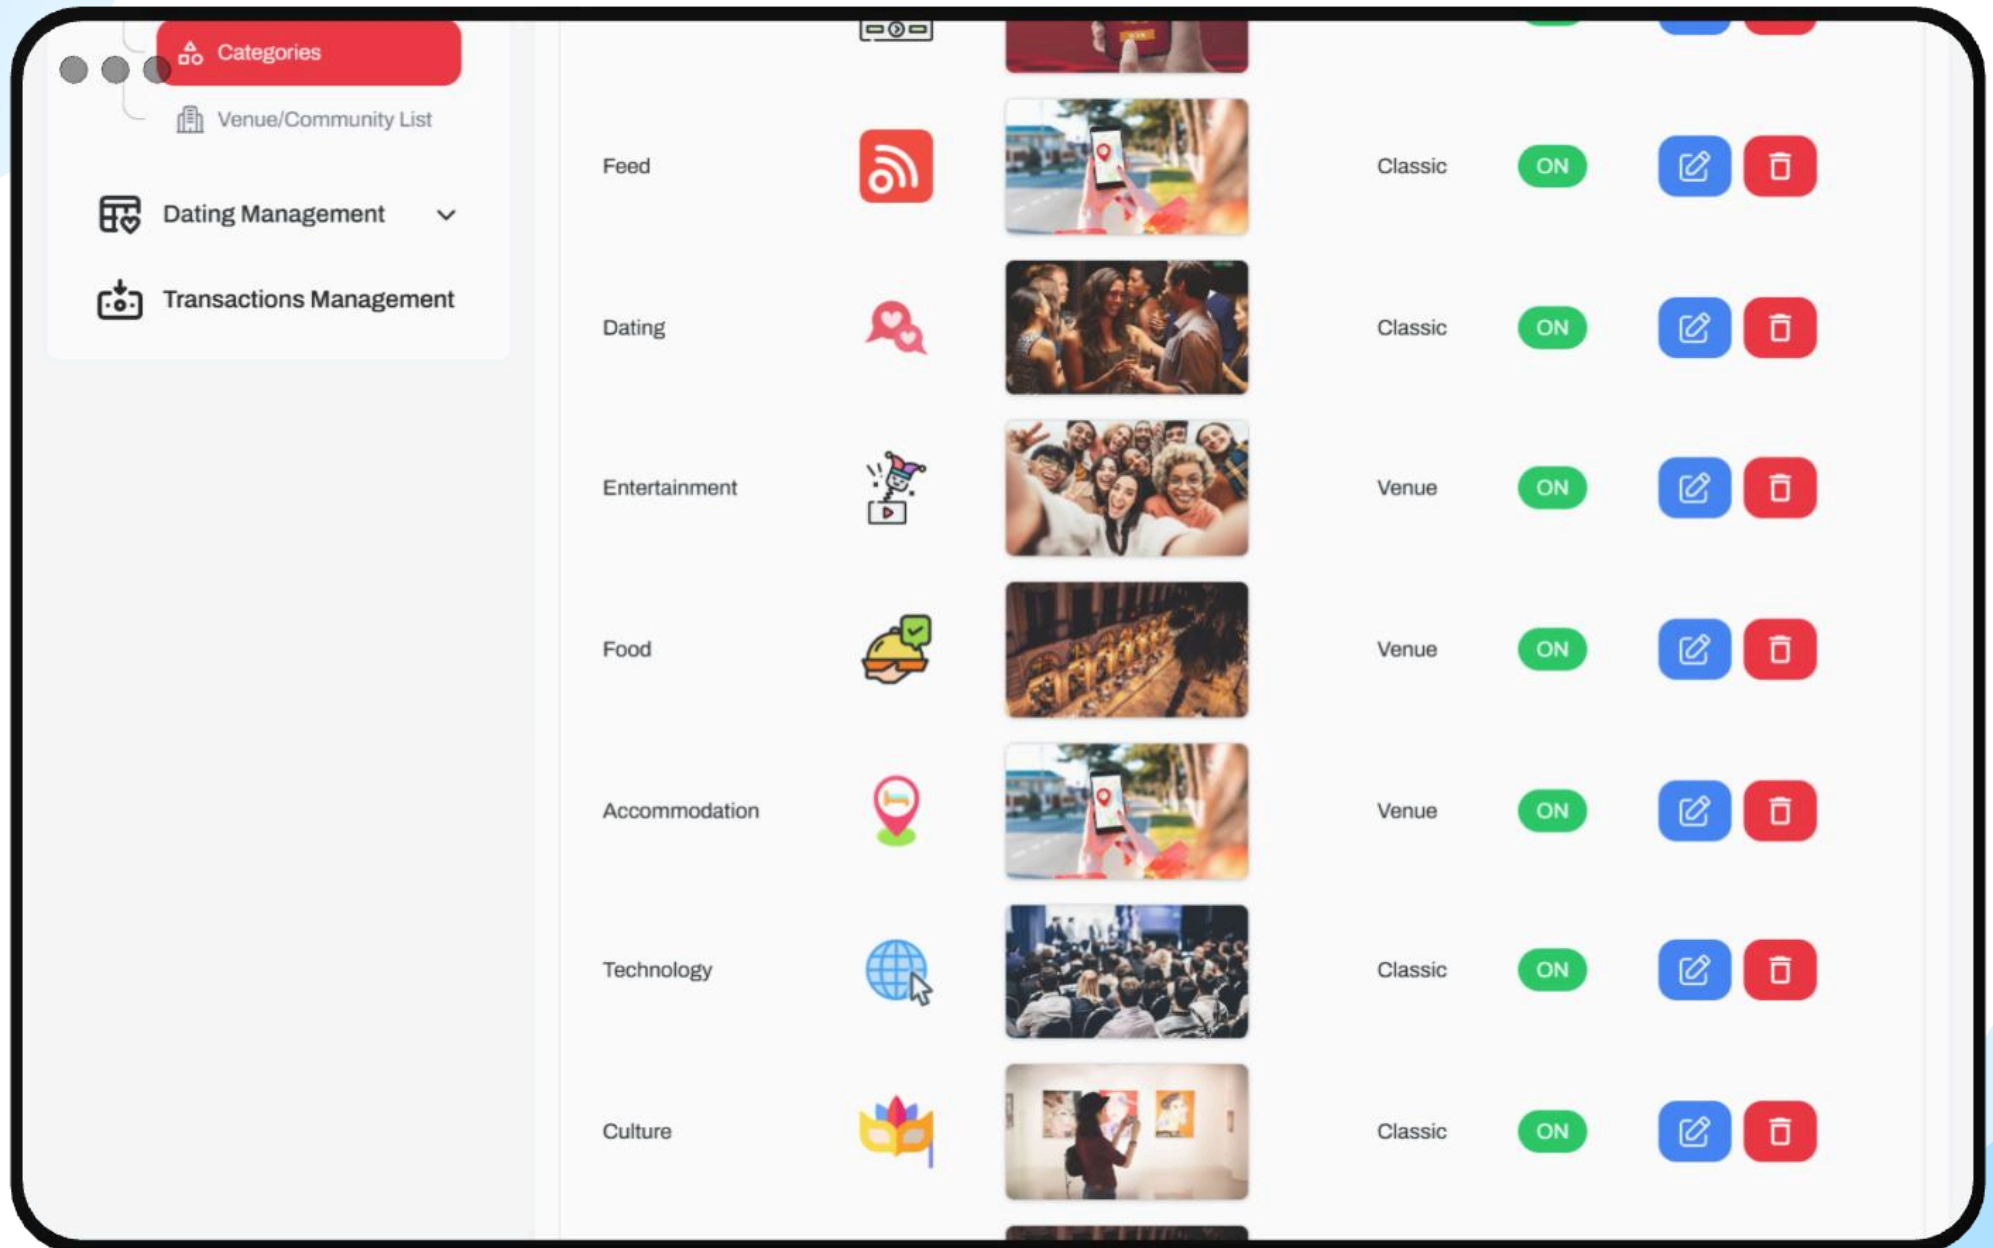 Categories
Venue/Community List
Dating Management
Transactions Management
Feed Classic ON
Dating Classic ON
Entertainment Venue ON
Food Venue ON
Accommodation Venue ON
Technology Classic ON
Culture Classic ON